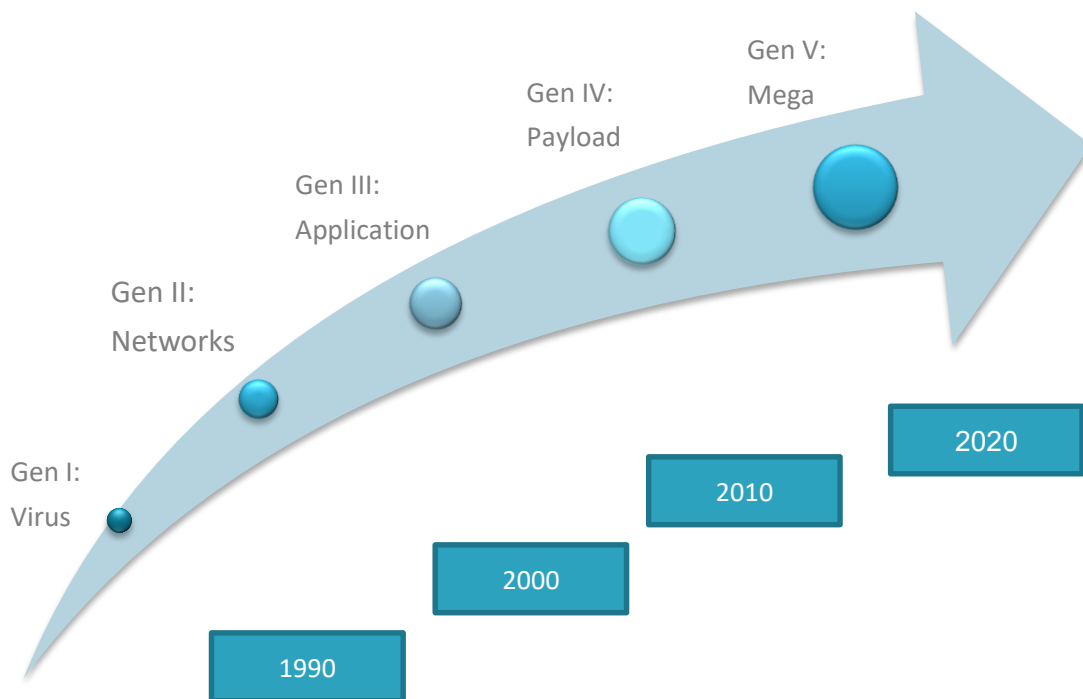 Gen V:
Mega
Gen IV:
Payload
Gen III:
Application
Gen II:
Networks
Gen I:
Virus
2020
2010
2000
1990